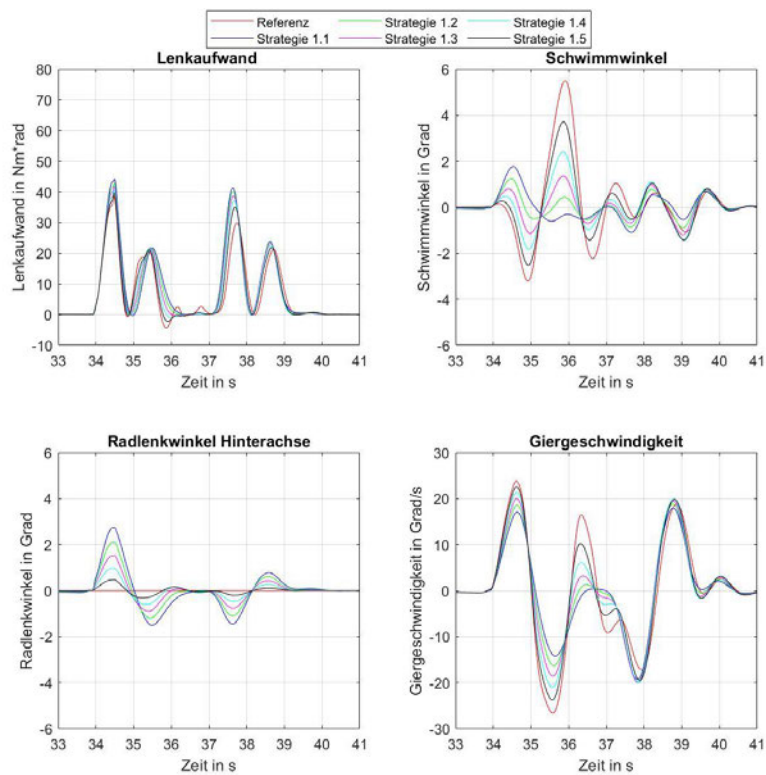 Referenz Strategie 1.2 Strategie 1.4
Strategie 1.1 Strategie 1.3 Strategie 1.5
Lenkaufwand
Lenkaufwand in Nm*rad
80
70
60
50
40
30
20
10
0
-10
33 34 35 36 37 38 39 40 41
Zeit in s
Schwimmwinkel
Schwimmwinkel in Grad
6
4
2
0
-2
-4
-6
33 34 35 36 37 38 39 40 41
Zeit in s
Radlenkwinkel Hinterachse
Radlenkwinkel in Grad
6
4
2
0
-2
-4
-6
33 34 35 36 37 38 39 40 41
Zeit in s
Giergeschwindigkeit
Giergeschwindigkeit in Grad/s
30
20
10
0
-10
-20
-30
33 34 35 36 37 38 39 40 41
Zeit in s